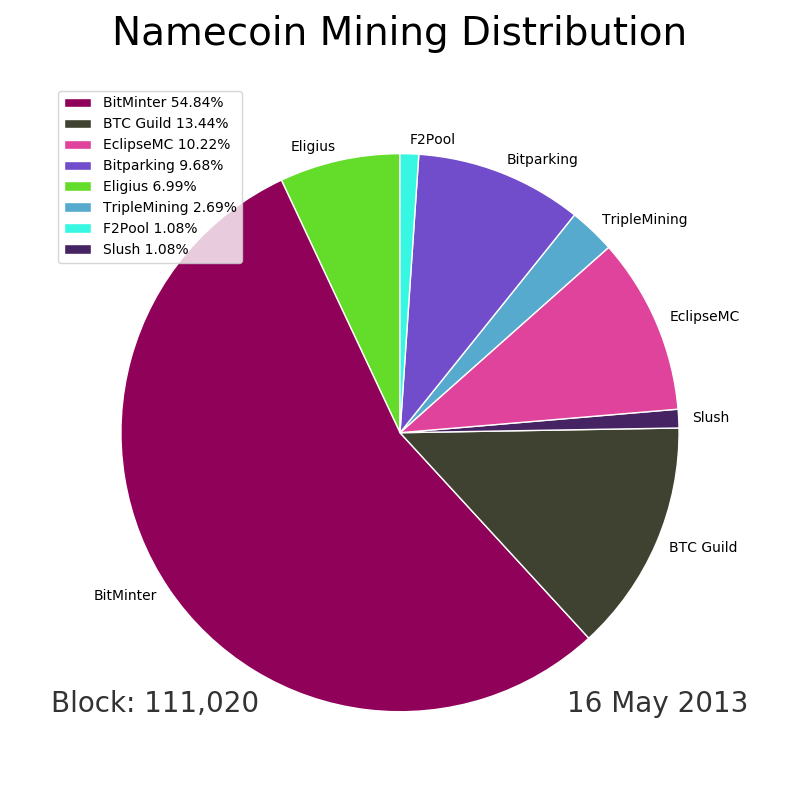 Namecoin Mining Distribution
BitMinter 54.84%
BTC Guild 13.44%
EclipseMC 10.22%
Bitparking 9.68%
Eligius 6.99%
TripleMining 2.69%
F2Pool 1.08%
Slush 1.08%
F2Pool
Eligius
Bitparking
TripleMining
EclipseMC
Slush
BTC Guild
BitMinter
Block: 111,020
16 May 2013